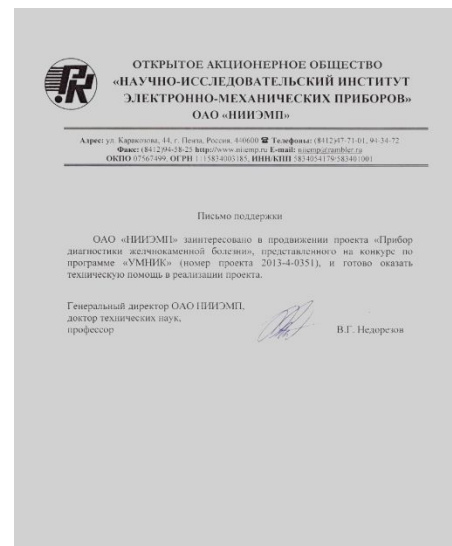 ОТКРЫТОЕ АКЦИОНЕРНОЕ ОБЩЕСТВО
«НАУЧНО-ИССЛЕДОВАТЕЛЬСКИЙ ИНСТИТУТ
ЭЛЕКТРОННО-МЕХАНИЧЕСКИХ ПРИБОРОВ»
ОАО «НИИЭМП»
Адрес: ул. Каракозова, 44, г. Пенза, Россия, 440600 ☎ Телефоны: (8412)47-71-01, 94-34-72
Факс: (8412)94-58-25 http://www.niiemp.ru E-mail: niiemp@rambler.ru
ОКПО 07567499, ОГРН 1115834003185, ИНН/КПП 5834054179/583401001
Письмо поддержки
ОАО «НИИЭМП» заинтересовано в продвижении проекта «Прибор
диагностики желчнокаменной болезни», представленного на конкурс по
программе «УМНИК» (номер проекта 2013-4-0351), и готово оказать
техническую помощь в реализации проекта.
Генеральный директор ОАО НИИЭМП,
доктор технических наук,
профессор В.Г. Недорезов